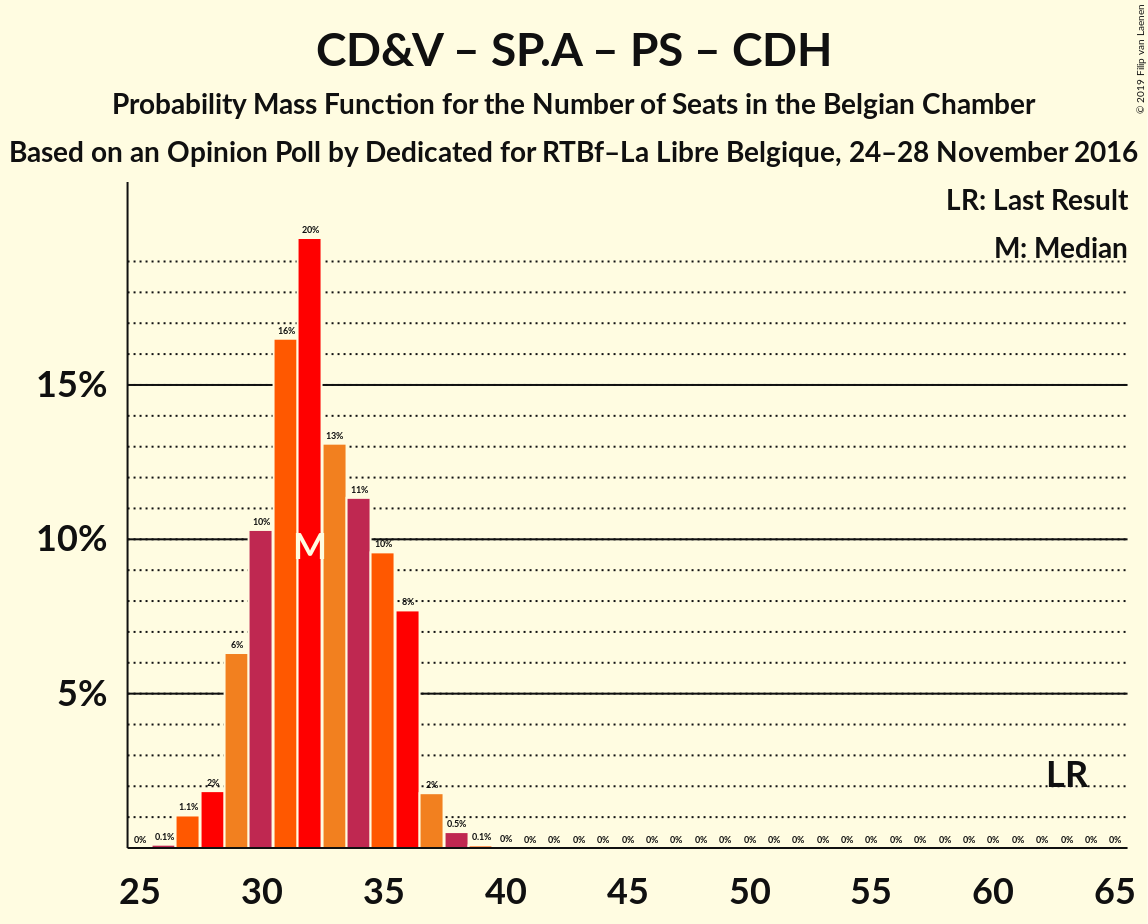 CD&V – SP.A – PS – CDH
Probability Mass Function for the Number of Seats in the Belgian Chamber
Based on an Opinion Poll by Dedicated for RTBf–La Libre Belgique, 24–28 November 2016
© 2019 Filip van Laenen
LR: Last Result
M: Median
15%
10%
5%
0% 0.1% 1.1% 2% 6% 10% 16% 20% 13% 11% 10% 8% 2% 0.5% 0.1% 0% 0% 0% 0% 0% 0% 0% 0% 0% 0% 0% 0% 0% 0% 0% 0% 0% 0% 0% 0% 0% 0% 0% 0% 0% 0%
M
LR
25 30 35 40 45 50 55 60 65